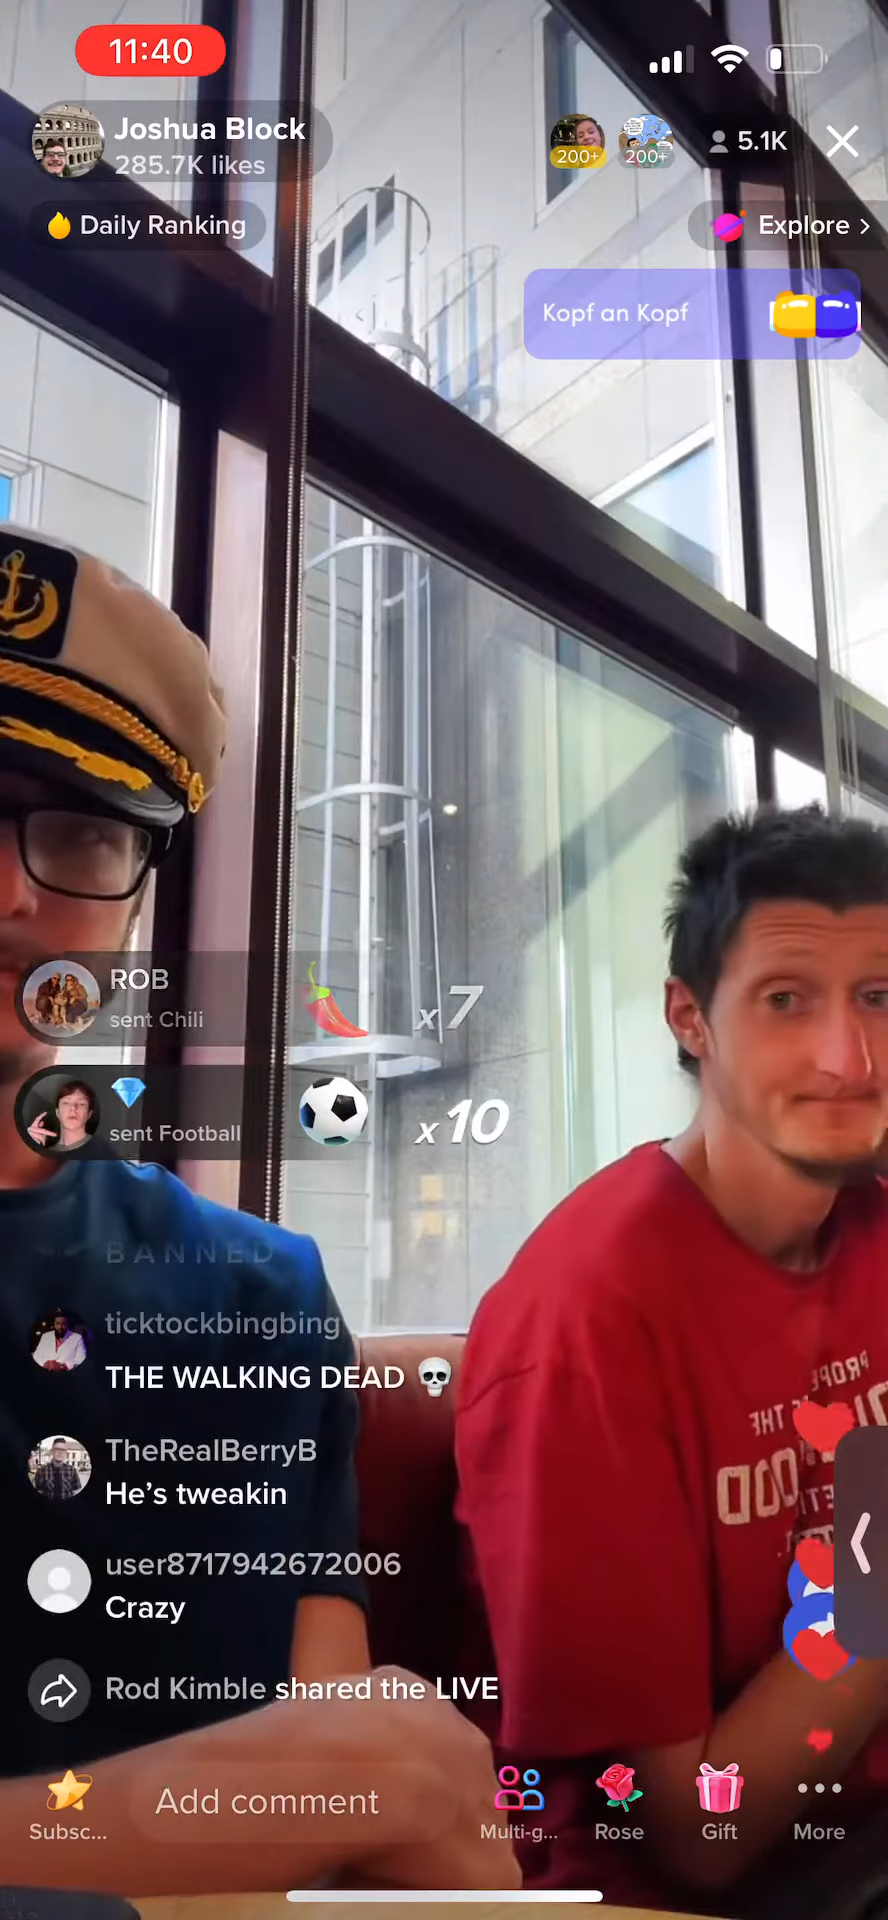 11:40
Joshua Block
285.7K likes
200+
200+
5.1K
Daily Ranking
Explore >
Kopf an Kopf
ROB
sent Chili
x7
💎
sent Football
x10
BANNED
ticktockbingbing
THE WALKING DEAD 💀
TheRealBerryB
He's tweakin
user8717942672006
Crazy
Rod Kimble shared the LIVE
Add comment
Subsc...
Multi-g...
Rose
Gift
More